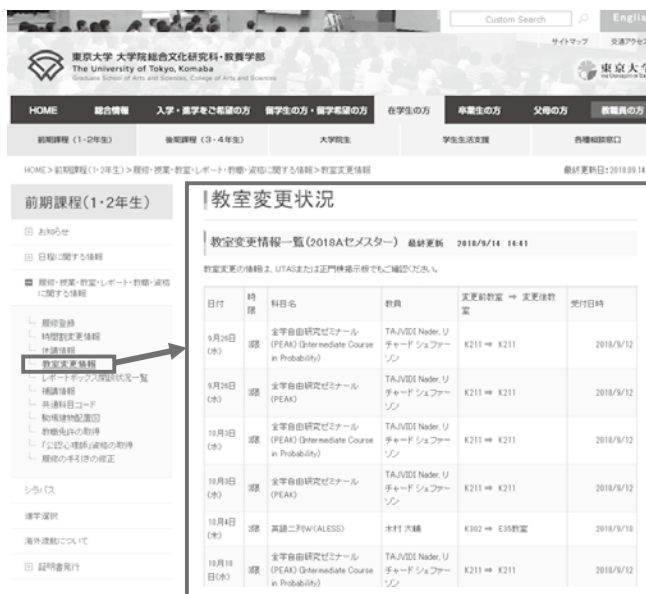 Custom Search
English
サイトマップ 交通アクセ
東京大学 大学院総合文化研究科・教養学部
The University of Tokyo, Komaba
Graduate School of Arts and Sciences, College of Arts and Sciences
東京大学
HOME 総合情報 入学・進学をご希望の方 留学生の方・留学希望の方 在学生の方 卒業生の方 父母の方 教職員の方
前期課程（1-2年生） 後期課程（3-4年生） 大学院生 学生生活支援 各種相談窓口
HOME > 前期課程(1・2年生) > 履修・授業・教室・レポート・教職・資格に関する情報 > 教室変更情報
最終更新日:2018.09.14
前期課程(1・2年生)
お知らせ
日程に関する情報
履修・授業・教室・レポート・教職・資格に関する情報
履修登録
時間割変更情報
休講情報
教室変更情報
レポートボックス開設状況一覧
補講情報
共通科目コード
駒場建物配置図
教職免許の取得
「公認心理師」資格の取得
履修の手引きの修正
シラバス
進学選択
海外渡航について
証明書発行
教室変更状況
教室変更情報一覧(2018Aセメスター) 最終更新 2018/9/14 14:41
教室変更の情報は、UTASまたは正門横掲示板でもご確認ください。
日付 時限 科目名 教員 変更前教室 ⇒ 変更後教室 受付日時
9月26日(水) 3限 全学自由研究ゼミナール(PEAK) (Intermediate Course in Probability) TAJVIDI Nader, リチャード シェファーソン K211 ⇒ K211 2018/9/12
9月26日(水) 3限 全学自由研究ゼミナール(PEAK) TAJVIDI Nader, リチャード シェファーソン K211 ⇒ K211 2018/9/12
10月3日(水) 3限 全学自由研究ゼミナール(PEAK) (Intermediate Course in Probability) TAJVIDI Nader, リチャード シェファーソン K211 ⇒ K211 2018/9/12
10月3日(水) 3限 全学自由研究ゼミナール(PEAK) TAJVIDI Nader, リチャード シェファーソン K211 ⇒ K211 2018/9/12
10月4日(木) 2限 英語二列W(ALESS) 木村 大輔 K302 ⇒ E35教室 2018/9/10
10月10日(水) 3限 全学自由研究ゼミナール(PEAK) (Intermediate Course in Probability) TAJVIDI Nader, リチャード シェファーソン K211 ⇒ K211 2018/9/12